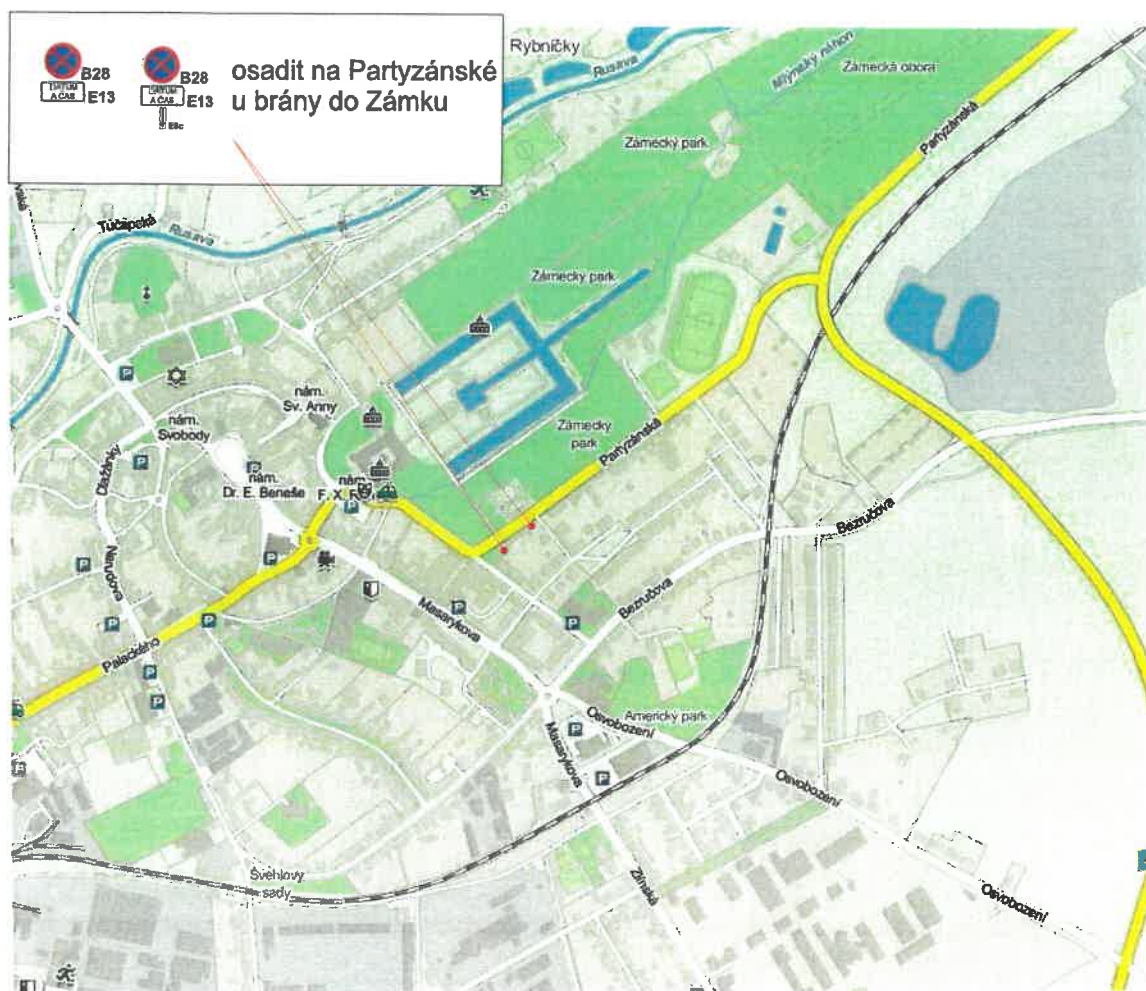 B28
DATUM
A ČAS
E13
B28
DATUM
A ČAS
E13
E8c
osadit na Partyzánské
u brány do Zámku
Rybníčky
Rusava
Mlýnský náhon
Zámecká obora
Zámecký park
Partyzánská
Tučapská
Rusava
Zámecký park
nám.
Sv. Anny
nám.
Svobody
Zámecký
park
Partyzánská
Dlažánky
nám.
Dr. E. Beneše
nám.
Bezručova
Nerudova
Bezručova
Masarykova
Palackého
Americký park
Osvobození
Masarykova
Osvobození
Švehlovy
sady
Zlínská
Osvobození
P
P
P
P
P
P
P
P
P
P
P
P
P
P